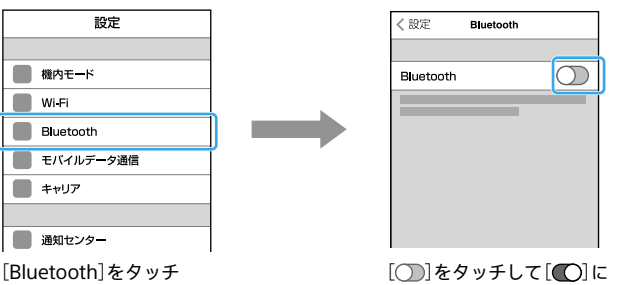 設定
機内モード
Wi-Fi
Bluetooth
モバイルデータ通信
キャリア
通知センター
[Bluetooth]をタッチ
設定 Bluetooth
Bluetooth
[ ]をタッチして[ ]に